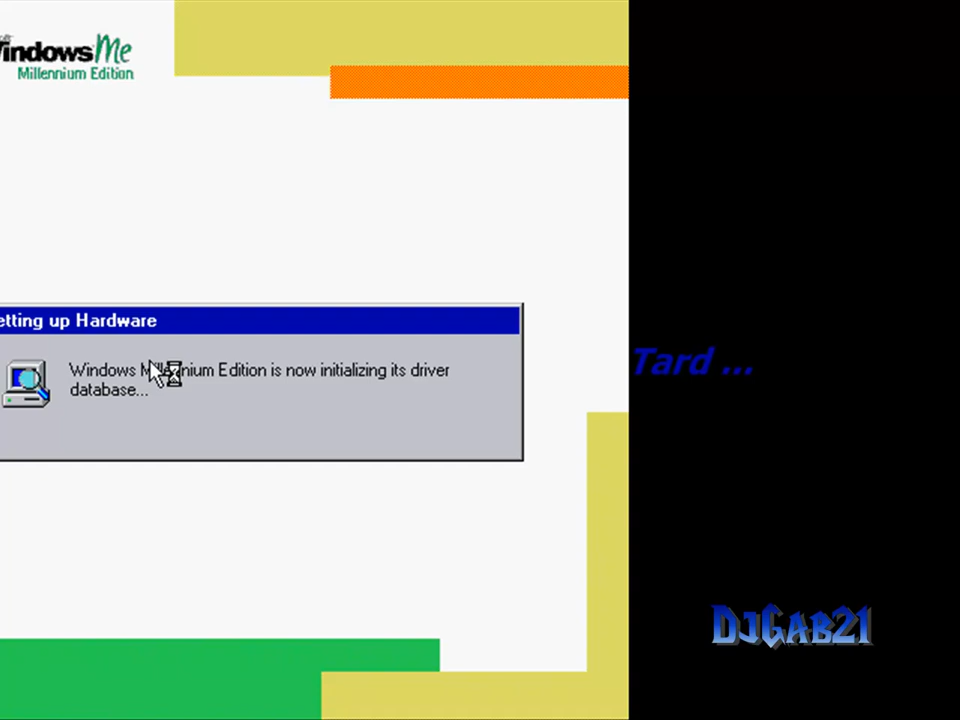 Windows Me
Millennium Edition
etting up Hardware
Windows Millennium Edition is now initializing its driver
database...
Tard ...
DJGAB21